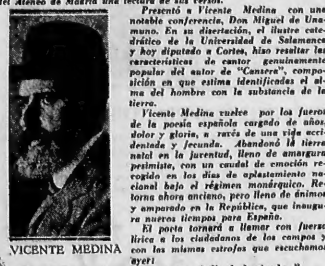 del Ateneo de Madrid una lectura de sus versos.
Presentó a Vicente Medina con una
notable conferencia, Don Miguel de Una-
muno. En su disertación, el ilustre cate-
drático de la Universidad de Salamanca
y hoy diputado a Cortes, hizo resaltar las
características de cantor genuinamente
popular del autor de "Cansera", compo-
sición en que estima identificadas el al-
ma del hombre con la substancia de la
tierra.
Vicente Medina vuelve por los fueros
de la poesía española cargado de años,
dolor y gloria, a ravés de una vida acci-
dentada y fecunda. Abandonó la tierra
natal en la juventud, lleno de amargura
pesimista, con un caudal de emoción re-
cogido en los días de aplastamiento na-
cional bajo el régimen monárquico. Re-
torna ahora anciano, pero lleno de ánimos
y amparado en la República, que inaugu-
ra nuevos tiempos para España.
El poeta tornará a llamar con fuerza
lírica a los ciudadanos de los campos y
con las mismas estrofas que escuchamos
ayer!
VICENTE MEDINA